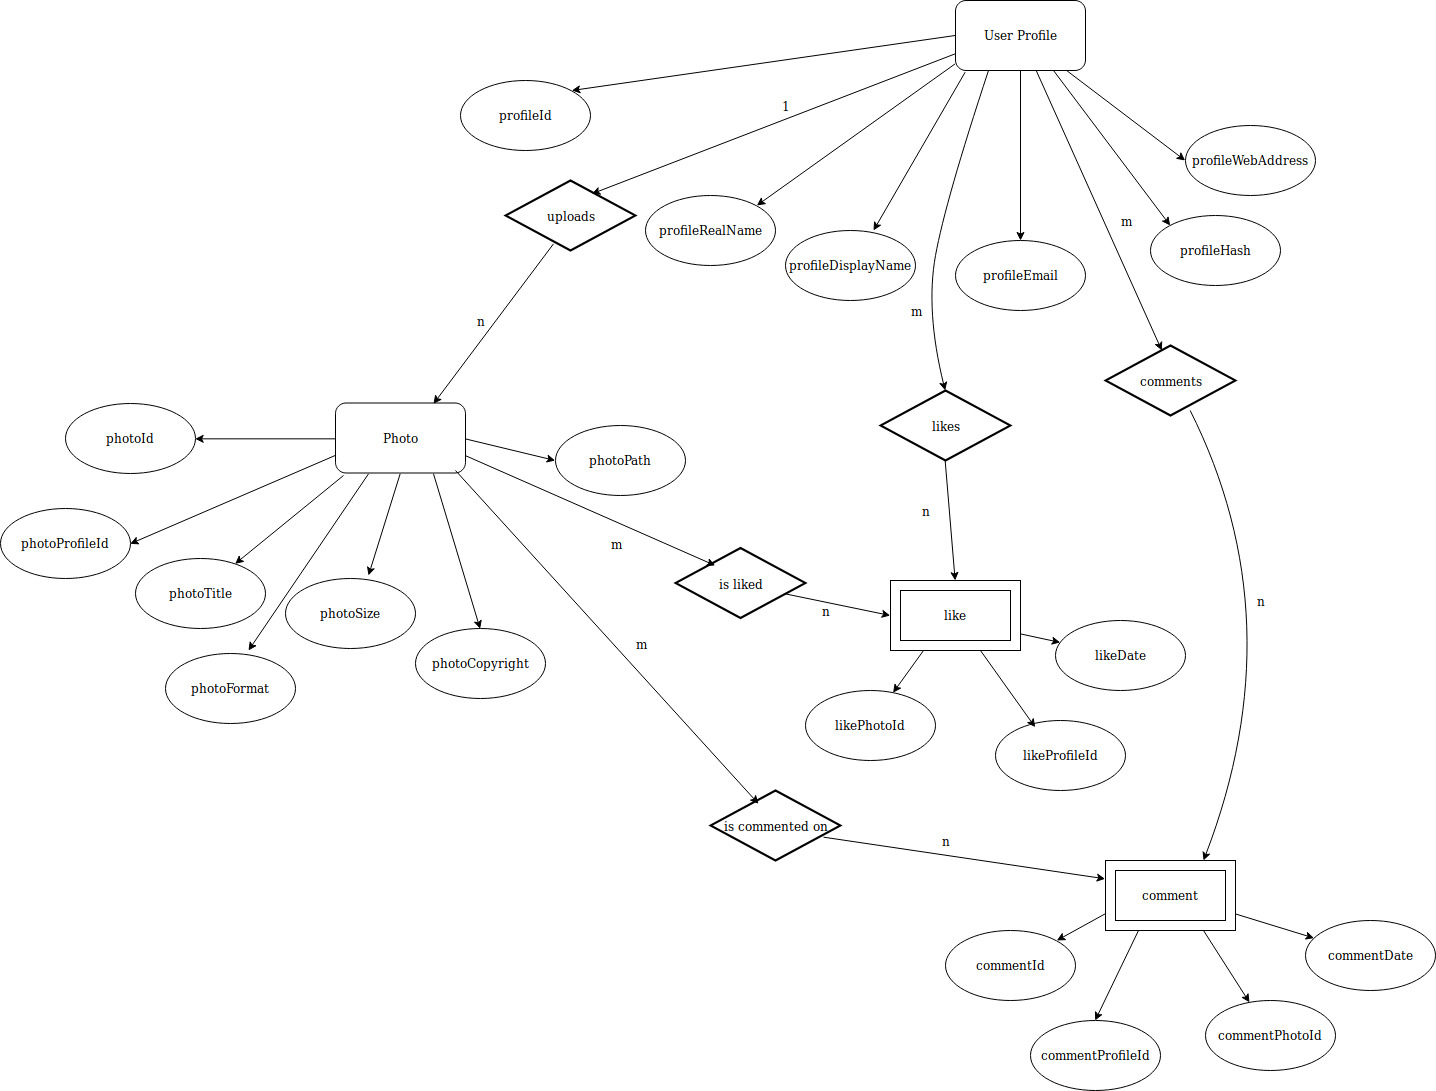 User Profile
profileId
1
profileWebAddress
uploads
profileRealName
profileDisplayName
profileEmail
m
profileHash
m
n
comments
likes
photoId
Photo
photoPath
n
photoProfileId
photoTitle
photoSize
photoCopyright
photoFormat
m
is liked
n
like
n
likeDate
m
likePhotoId
likeProfileId
is commented on
n
comment
commentId
commentDate
commentProfileId
commentPhotoId